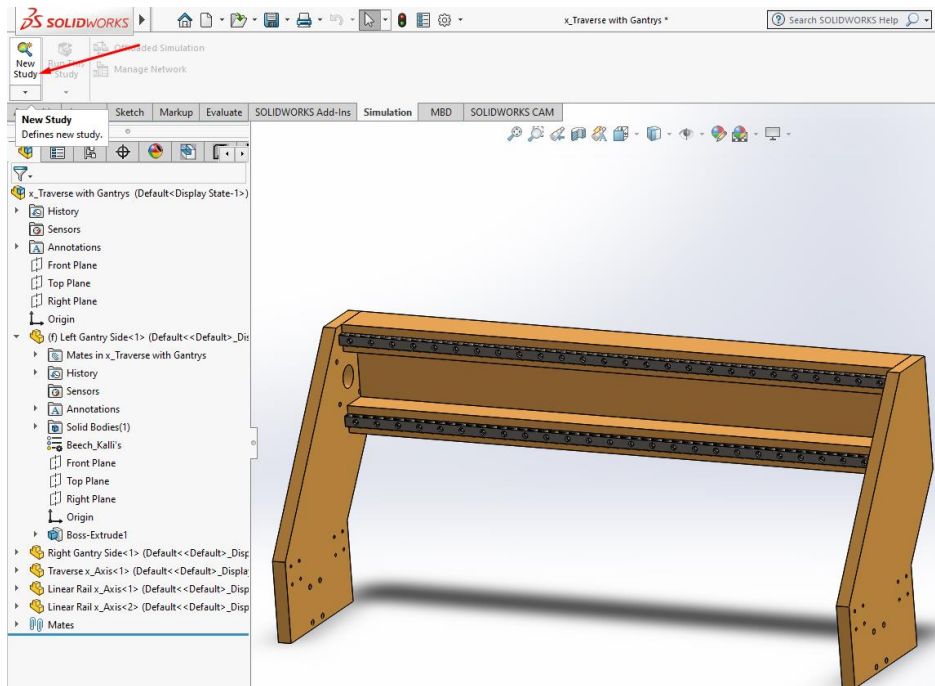 SOLIDWORKS
x_Traverse with Gantrys *
Search SOLIDWORKS Help
New Study
Run This Study
Offloaded Simulation
Manage Network
Sketch
Markup
Evaluate
SOLIDWORKS Add-Ins
Simulation
MBD
SOLIDWORKS CAM
New Study
Defines new study.
x_Traverse with Gantrys (Default<Display State-1>)
History
Sensors
Annotations
Front Plane
Top Plane
Right Plane
Origin
(f) Left Gantry Side<1> (Default<<Default>_Dis
Mates in x_Traverse with Gantrys
History
Sensors
Annotations
Solid Bodies(1)
Beech_Kalli's
Front Plane
Top Plane
Right Plane
Origin
Boss-Extrude1
Right Gantry Side<1> (Default<<Default>_Disp
Traverse x_Axis<1> (Default<<Default>_Displa
Linear Rail x_Axis<1> (Default<<Default>_Disp
Linear Rail x_Axis<2> (Default<<Default>_Disp
Mates